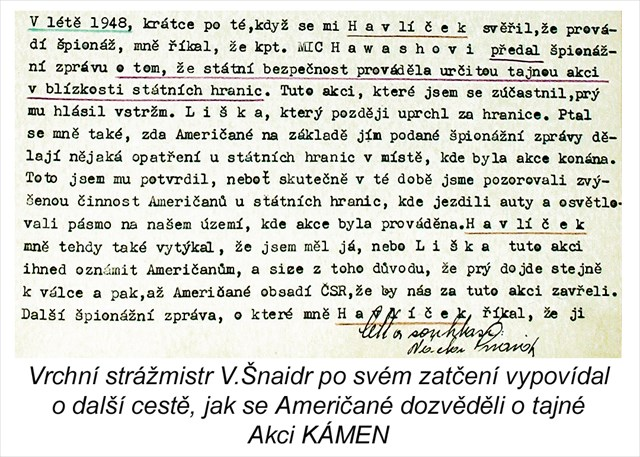 V létě 1948, krátce po té,když se mi H a v l í č e k svěřil,že prová-
dí špionáž, mně říkal, že kpt. MIC H a w a s h o v i předal špionáž-
ní zprávu o tom, že státní bezpečnost prováděla určitou tajnou akci
v blízkosti státních hranic. Tuto akci, které jsem se zúčastnil,prý
mu hlásil vstržm. L i š k a, který později uprchl za hranice. Ptal
se mně také, zda Američané na základě jím podané špionážní zprávy dě-
lají nějaká opatření u státních hranic v místě, kde byla akce konána.
Toto jsem mu potvrdil, neboť skutečně v té době jsme pozorovali zvý-
šenou činnost Američanů u státních hranic, kde jezdili auty a osvětlo-
vali pásmo na našem území, kde akce byla prováděna.H a v l í č e k
mně tehdy také vytýkal, že jsem měl já, nebo L i š k a tuto akci
ihned oznámit Američanům, a sice z toho důvodu, že prý dojde stejně
k válce a pak,až Američané obsadí ČSR,že by nás za tuto akci zavřeli.
Další špionážní zpráva, o které mně H a v l í č e k říkal, že ji
Vrchní strážmistr V.Šnaidr po svém zatčení vypovídal
o další cestě, jak se Američané dozvěděli o tajné
Akci KÁMEN